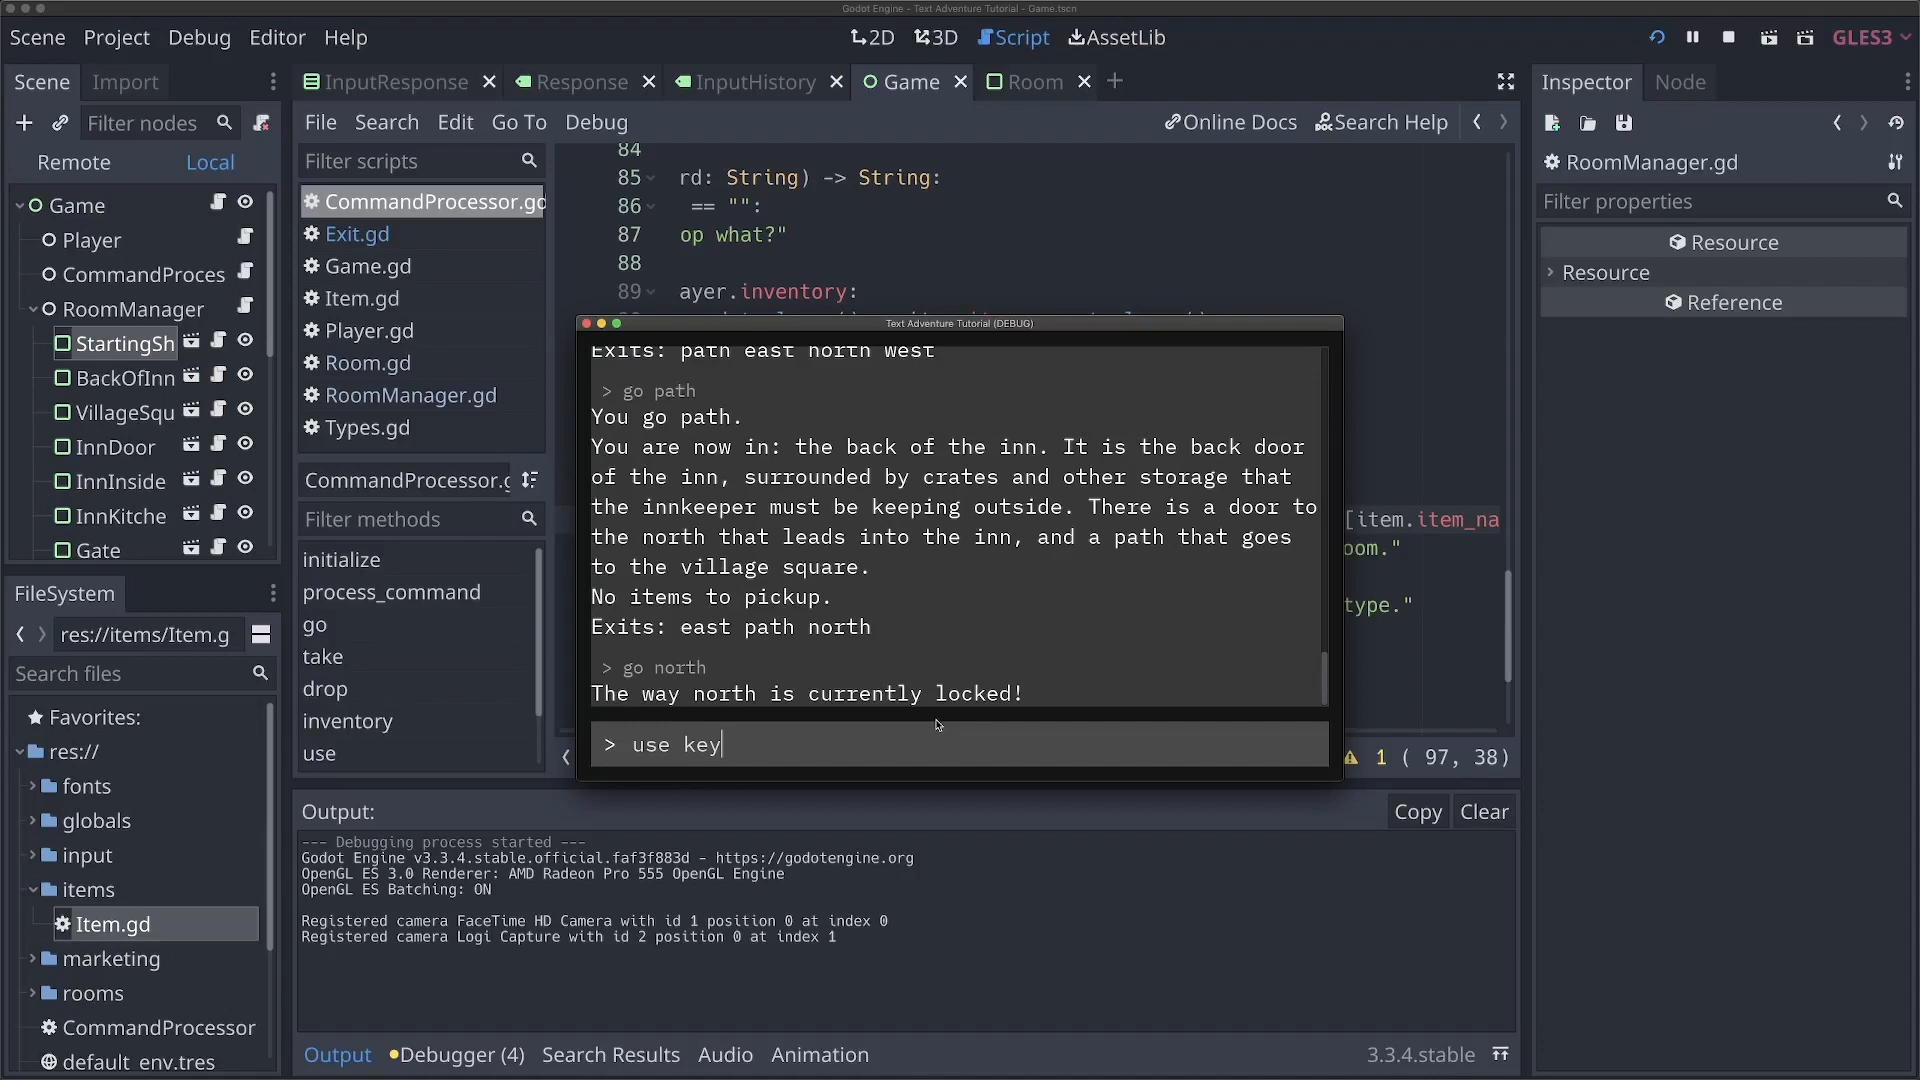 Godot Engine - Text Adventure Tutorial - Game.tscn
Scene Project Debug Editor Help
2D 3D Script AssetLib
GLES3
Scene Import
InputResponse Response InputHistory Game Room
Inspector Node
Filter nodes
File Search Edit Go To Debug
Online Docs Search Help
Remote Local
Filter scripts
RoomManager.gd
Filter properties
Resource
Resource
Reference
Game
Player
CommandProces
RoomManager
StartingSh
BackOfInn
VillageSqu
InnDoor
InnInside
InnKitche
Gate
CommandProcessor.gd
Exit.gd
Game.gd
Item.gd
Player.gd
Room.gd
RoomManager.gd
Types.gd
CommandProcessor.g
Filter methods
initialize
process_command
go
take
drop
inventory
use
84
85 rd: String) -> String:
86 == "":
87 op what?"
88
89 ayer.inventory:
[item.item_na
oom."
type."
1 ( 97, 38)
Text Adventure Tutorial (DEBUG)
Exits: path east north west
> go path
You go path.
You are now in: the back of the inn. It is the back door
of the inn, surrounded by crates and other storage that
the innkeeper must be keeping outside. There is a door to
the north that leads into the inn, and a path that goes
to the village square.
No items to pickup.
Exits: east path north
> go north
The way north is currently locked!
> use key
FileSystem
res://items/Item.g
Search files
Favorites:
res://
fonts
globals
input
items
Item.gd
marketing
rooms
CommandProcessor
default_env.tres
Output:
Copy Clear
--- Debugging process started ---
Godot Engine v3.3.4.stable.official.faf3f883d - https://godotengine.org
OpenGL ES 3.0 Renderer: AMD Radeon Pro 555 OpenGL Engine
OpenGL ES Batching: ON
Registered camera FaceTime HD Camera with id 1 position 0 at index 0
Registered camera Logi Capture with id 2 position 0 at index 1
Output Debugger (4) Search Results Audio Animation
3.3.4.stable